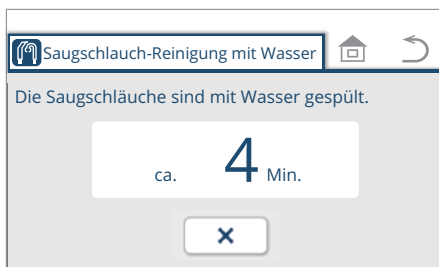 Saugschlauch-Reinigung mit Wasser
Die Saugschläuche sind mit Wasser gespült.
ca. 4 Min.